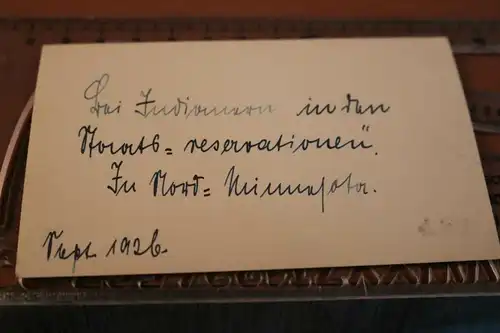 Bei Indianern in den
Staats=reservationen".
In Nord=Minnesota.
Sept. 1926.